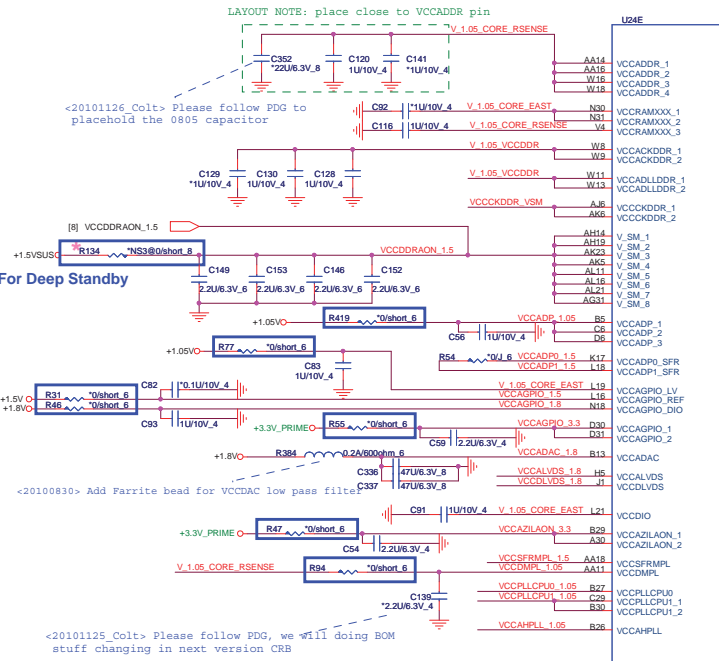 LAYOUT NOTE: place close to VCCADDR pin
U24E
V_1.05_CORE_RSENSE
C352
*22U/6.3V_8
C120
1U/10V_4
C141
*1U/10V_4
AA14 VCCADDR_1
AA16 VCCADDR_2
W16 VCCADDR_3
W18 VCCADDR_4
<20101126_Colt> Please follow PDG to
placehold the 0805 capacitor
C92 *1U/10V_4 V_1.05_CORE_EAST N30 VCCRAMXXX_1
N31 VCCRAMXXX_2
C116 1U/10V_4 V_1.05_CORE_RSENSE V4 VCCRAMXXX_3
V_1.05_VCCDDR W8 VCCACKDDR_1
W9 VCCACKDDR_2
C129
*1U/10V_4
C130
1U/10V_4
C128
1U/10V_4
V_1.05_VCCDDR W11 VCCADLLDDR_1
W13 VCCADLLDDR_2
VCCCKDDR_VSM AJ6 VCCCKDDR_1
AK6 VCCCKDDR_2
[8] VCCDDRAON_1.5
+1.5VSUS * R134 *NS3@0/short_8 VCCDDRAON_1.5
AH14 V_SM_1
AH19 V_SM_2
AK23 V_SM_3
AK5 V_SM_4
AL11 V_SM_5
AL16 V_SM_6
AL21 V_SM_7
AG31 V_SM_8
For Deep Standby
C149
2.2U/6.3V_6
C153
2.2U/6.3V_6
C146
2.2U/6.3V_6
C152
2.2U/6.3V_6
+1.05V R419 *0/short_6 VCCADP_1.05 B5 VCCADP_1
C6 VCCADP_2
D6 VCCADP_3
C56 1U/10V_4
+1.05V R77 *0/short_6
R54 *0/J_6 VCCADP0_1.5 K17 VCCADP0_SFR
VCCADP1_1.5 L18 VCCADP1_SFR
C83
1U/10V_4
V_1.05_CORE_EAST L19 VCCAGPIO_LV
+1.5V R31 *0/short_6 C82 *0.1U/10V_4 VCCAGPIO_1.5 L16 VCCAGPIO_REF
+1.8V R46 *0/short_6 VCCAGPIO_1.8 N18 VCCAGPIO_DIO
C93 1U/10V_4
+3.3V_PRIME R55 *0/short_6 VCCAGPIO_3.3 D30 VCCAGPIO_1
D31 VCCAGPIO_2
C59 2.2U/6.3V_4
+1.8V R384 0.2A/600ohm_6 VCCADAC_1.8 B13 VCCADAC
C336 47U/6.3V_8
C337 47U/6.3V_8
VCCALVDS_1.8 H5 VCCALVDS
VCCDLVDS_1.8 J1 VCCDLVDS
<20100830> Add Farrite bead for VCCDAC low pass filter
C91 1U/10V_4 V_1.05_CORE_EAST L21 VCCDIO
+3.3V_PRIME R47 *0/short_6 VCCAZILAON_3.3 B29 VCCAZILAON_1
A30 VCCAZILAON_2
C54 2.2U/6.3V_4
VCCSFRMPL_1.5 AA18 VCCSFRMPL
V_1.05_CORE_RSENSE R94 *0/short_6 VCCDMPL_1.05 AA11 VCCDMPL
C139
*2.2U/6.3V_4
VCCPLLCPU0_1.05 B27 VCCPLLCPU0
VCCPLLCPU1_1.05 C29 VCCPLLCPU1_1
B30 VCCPLLCPU1_2
VCCAHPLL_1.05 B26 VCCAHPLL
<20101125_Colt> Please follow PDG, we will doing BOM
stuff changing in next version CRB